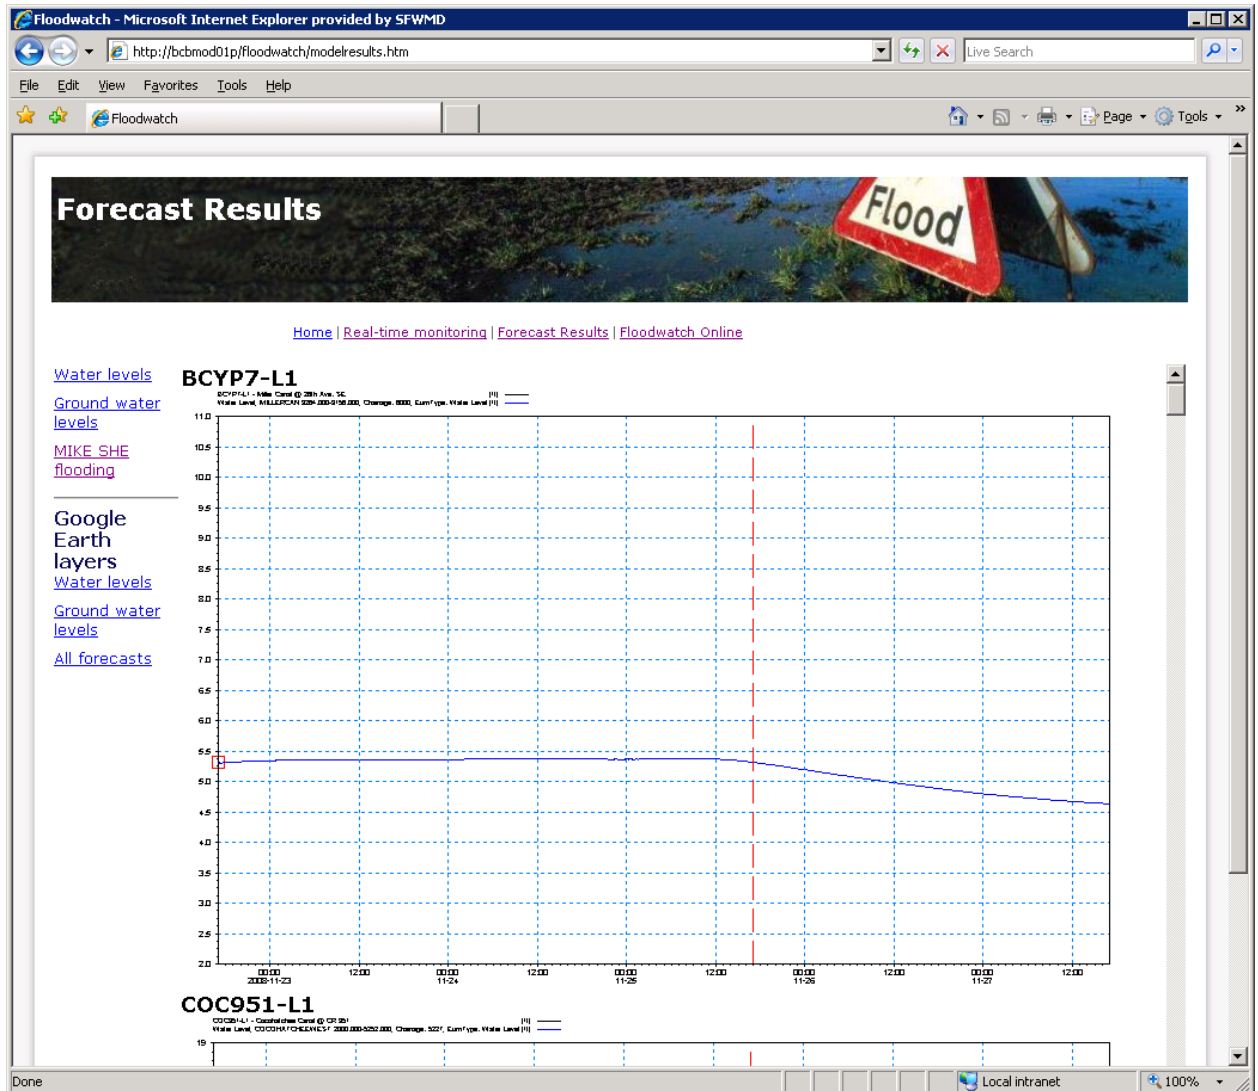 Floodwatch - Microsoft Internet Explorer provided by SFWMD
http://bcbmod01p/floodwatch/modelresults.htm
Live Search
File Edit View Favorites Tools Help
Floodwatch
Page Tools »
Forecast Results
Flood
Home | Real-time monitoring | Forecast Results | Floodwatch Online
Water levels
Ground water
levels
MIKE SHE
flooding
Google
Earth
layers
Water levels
Ground water
levels
All forecasts
BCYP7-L1
11.0
10.5
10.0
9.5
9.0
8.5
8.0
7.5
7.0
6.5
6.0
5.5
5.0
4.5
4.0
3.5
3.0
2.5
2.0
00:00 12:00 00:00 12:00 00:00 12:00 00:00 12:00 00:00 12:00
2008-11-23 11-24 11-25 11-26 11-27
COC951-L1
19
Done
Local intranet
100%